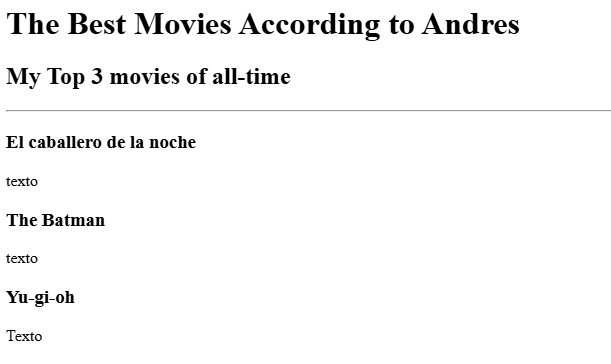 The Best Movies According to Andres
My Top 3 movies of all-time
El caballero de la noche
texto
The Batman
texto
Yu-gi-oh
Texto